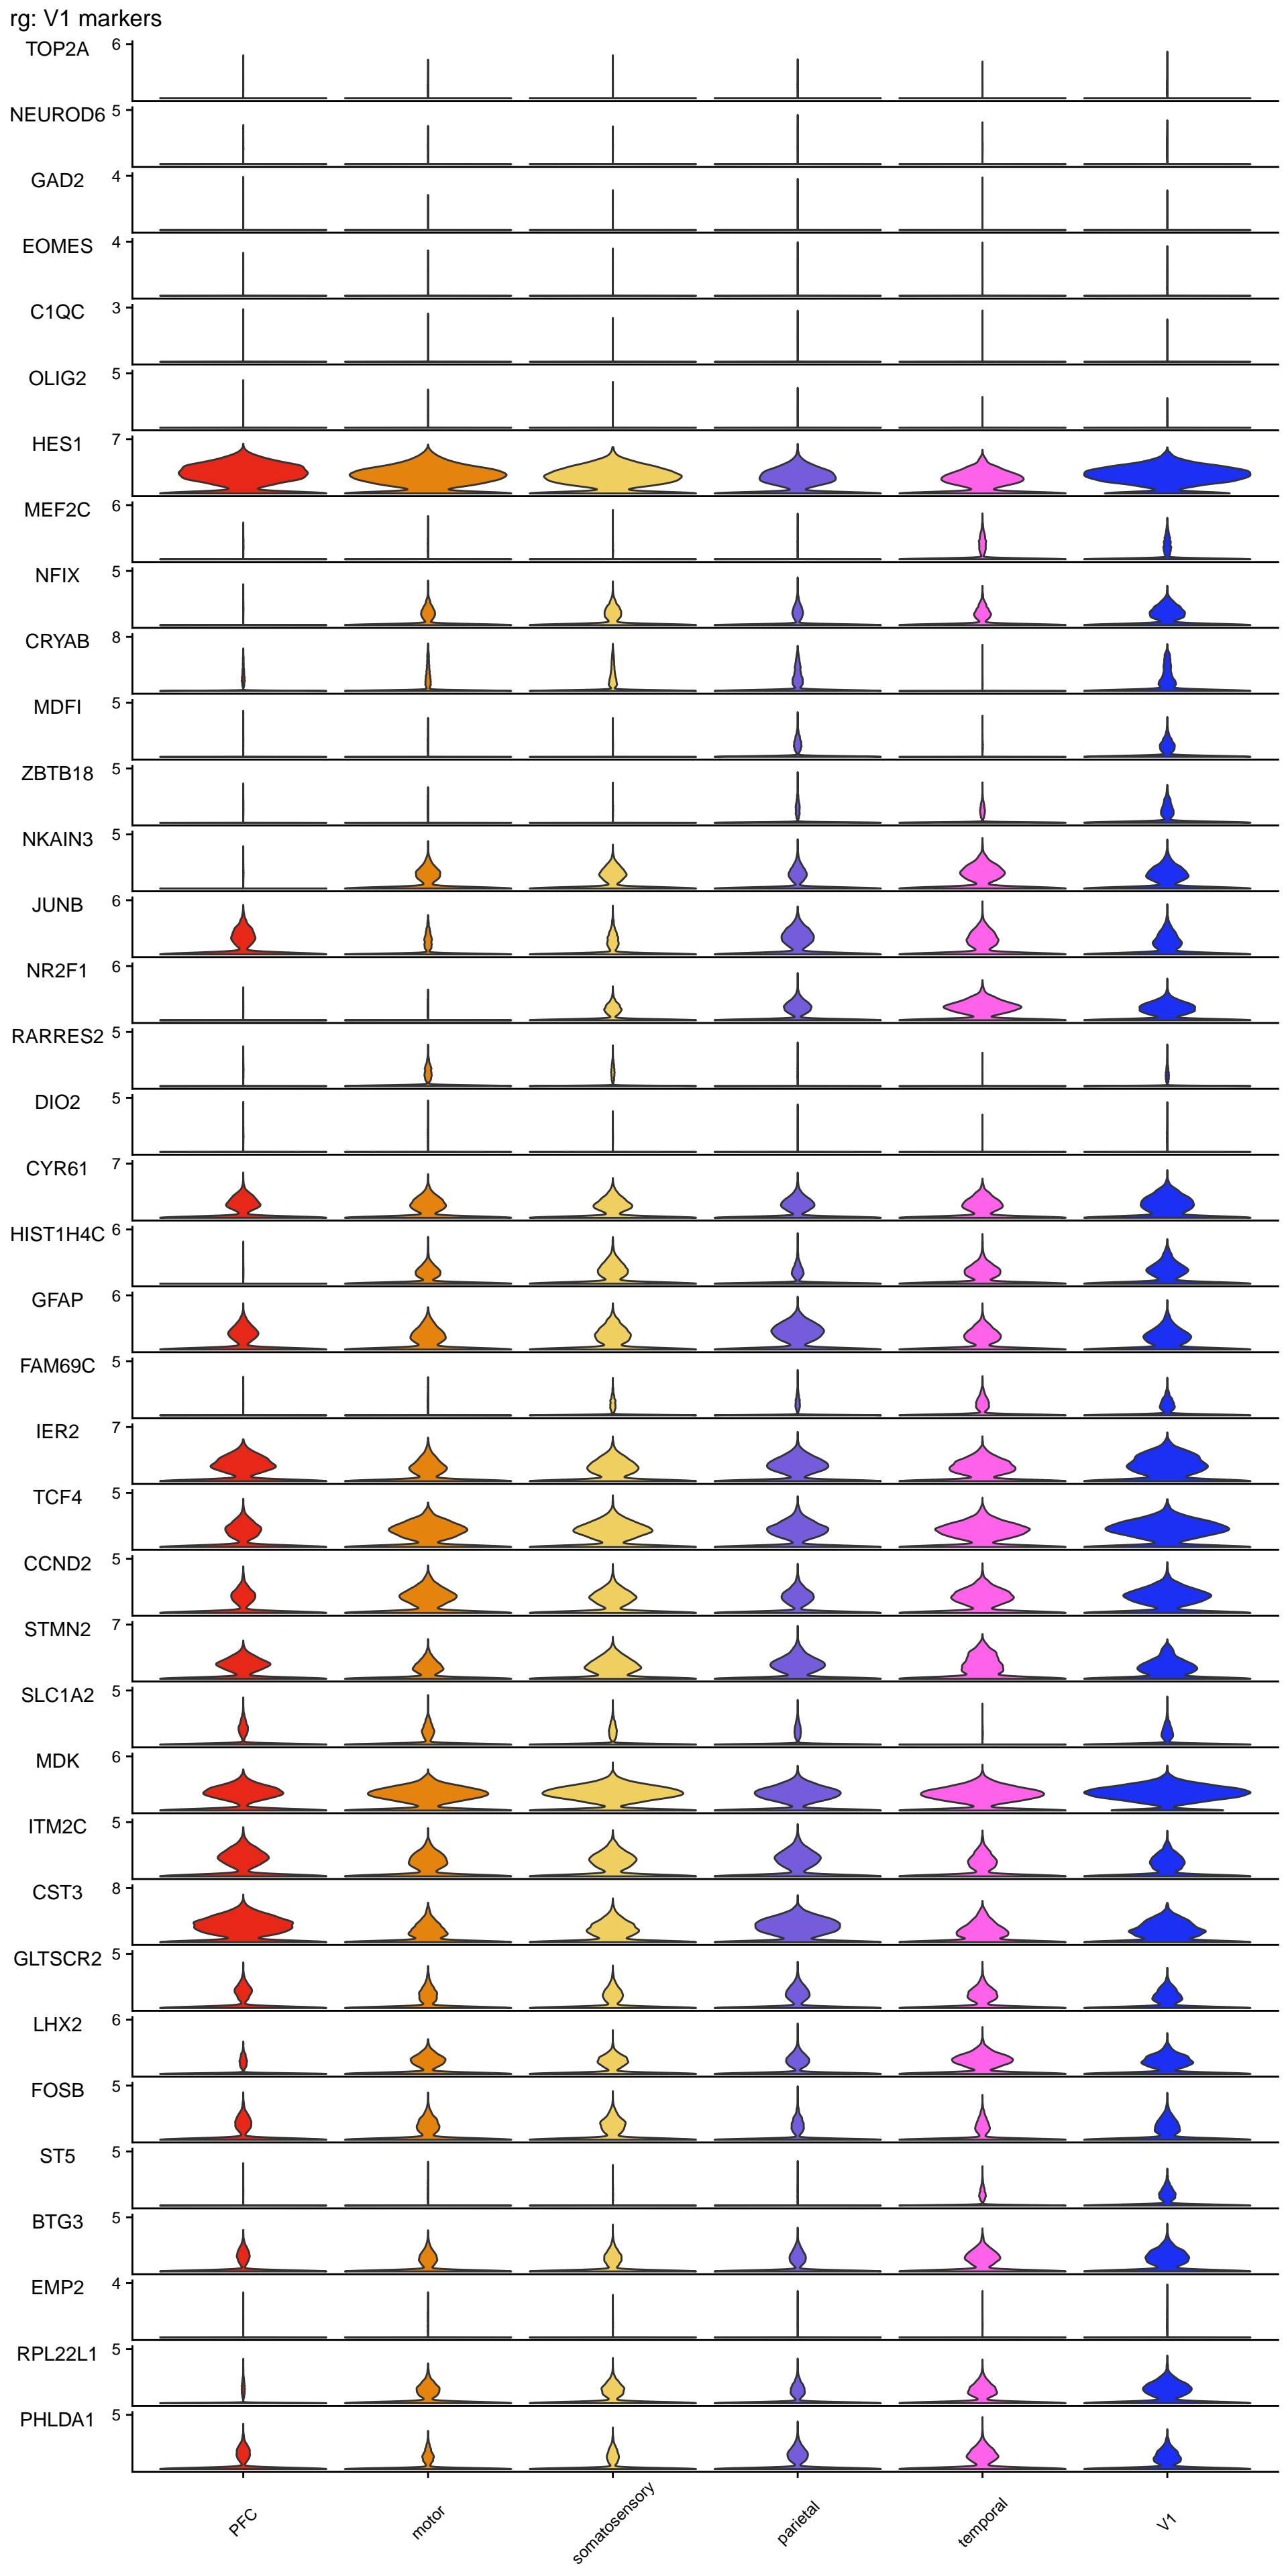 rg: V1 markers
TOP2A 6
NEUROD6 5
GAD2 4
EOMES 4
C1QC 3
OLIG2 5
HES1 7
MEF2C 6
NFIX 5
CRYAB 8
MDFI 5
ZBTB18 5
NKAIN3 5
JUNB 6
NR2F1 6
RARRES2 5
DIO2 5
CYR61 7
HIST1H4C 6
GFAP 6
FAM69C 5
IER2 7
TCF4 5
CCND2 5
STMN2 7
SLC1A2 5
MDK 6
ITM2C 5
CST3 8
GLTSCR2 5
LHX2 6
FOSB 5
ST5 5
BTG3 5
EMP2 4
RPL22L1 5
PHLDA1 5
PFC motor somatosensory parietal temporal V1